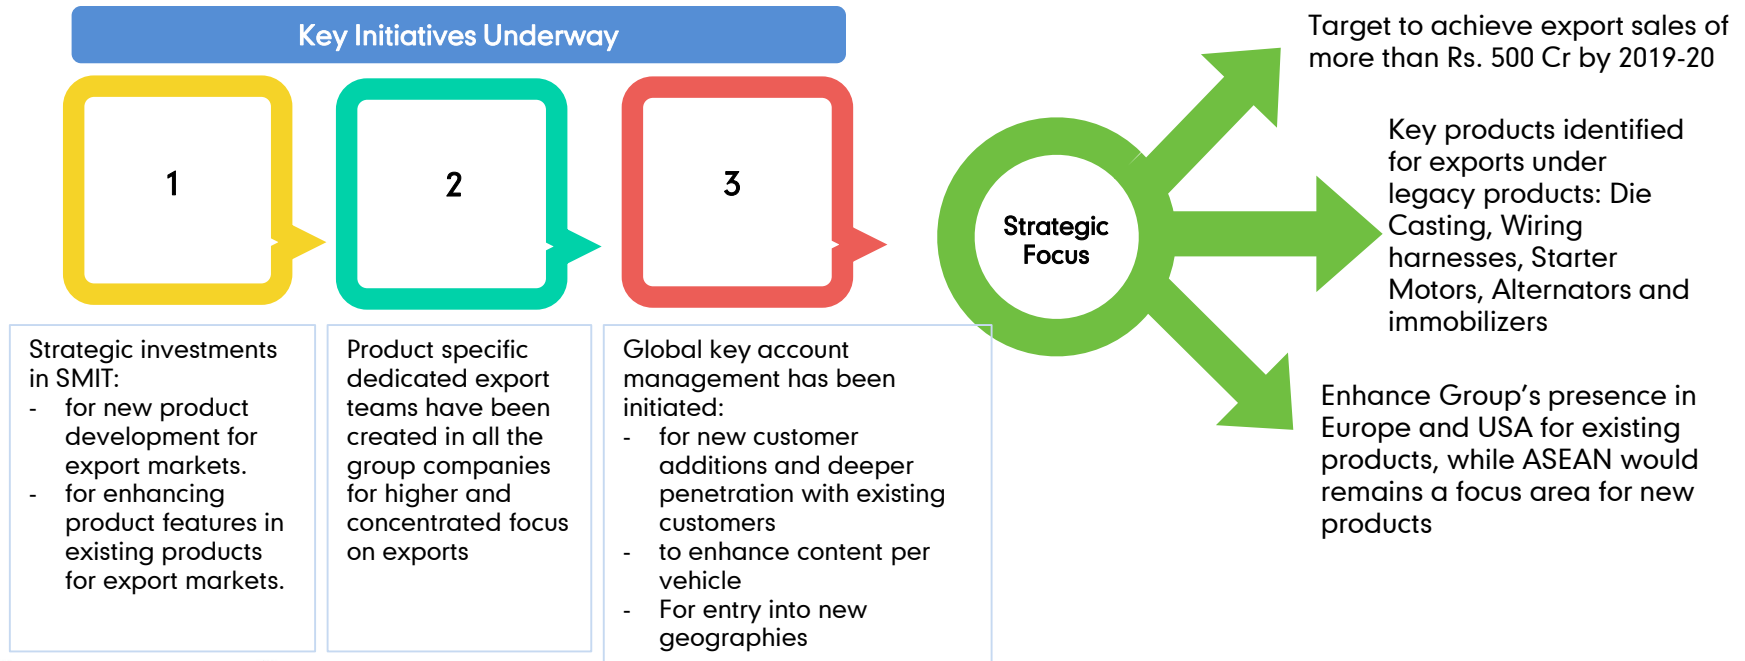 Key Initiatives Underway
1
2
3
Strategic investments
in SMIT:
- for new product
development for
export markets.
- for enhancing
product features in
existing products
for export markets.
Product specific
dedicated export
teams have been
created in all the
group companies
for higher and
concentrated focus
on exports
Global key account
management has been
initiated:
- for new customer
additions and deeper
penetration with existing
customers
- to enhance content per
vehicle
- For entry into new
geographies
Strategic
Focus
Target to achieve export sales of
more than Rs. 500 Cr by 2019-20
Key products identified
for exports under
legacy products: Die
Casting, Wiring
harnesses, Starter
Motors, Alternators and
immobilizers
Enhance Group’s presence in
Europe and USA for existing
products, while ASEAN would
remains a focus area for new
products